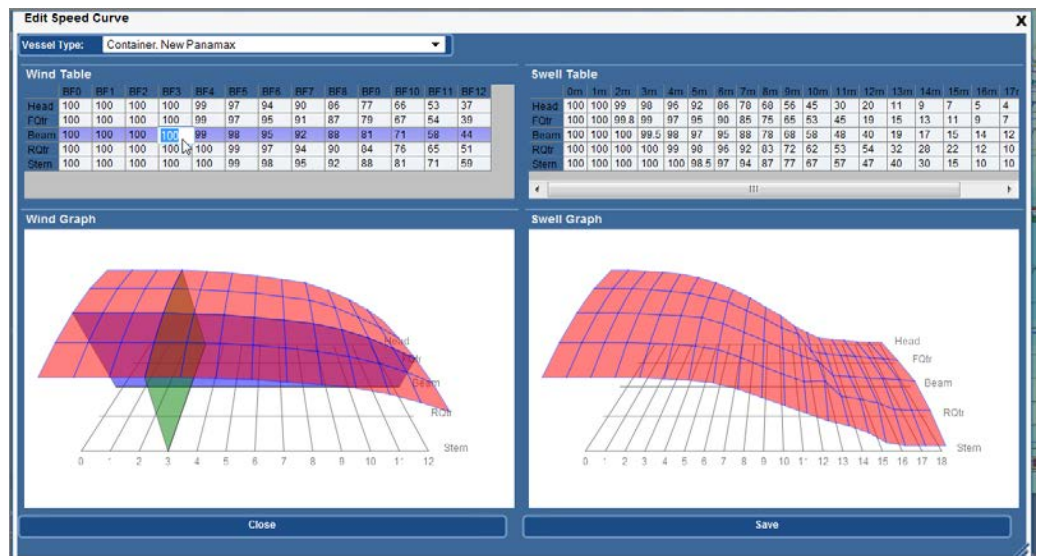 Edit Speed Curve X
Vessel Type: Container, New Panamax
Wind Table
BF0 BF1 BF2 BF3 BF4 BF5 BF6 BF7 BF8 BF9 BF10 BF11 BF12
Head 100 100 100 100 99 97 94 90 86 77 66 53 37
FQtr 100 100 100 100 99 97 95 91 87 79 67 54 39
Beam 100 100 100 100 99 98 95 92 88 81 71 58 44
RQtr 100 100 100 100 100 99 97 94 90 84 76 65 51
Stern 100 100 100 100 100 99 98 95 92 88 81 71 59
Swell Table
0m 1m 2m 3m 4m 5m 6m 7m 8m 9m 10m 11m 12m 13m 14m 15m 16m
Head 100 100 99 98 96 92 86 78 68 56 45 30 20 11 9 7 5 4
FQtr 100 100 99.8 99 97 95 90 85 75 65 53 45 19 15 13 11 9 7
Beam 100 100 100 99.5 98 97 95 88 78 68 58 48 40 19 17 15 14 12
RQtr 100 100 100 100 99 98 96 92 83 72 62 53 54 32 28 22 12 10
Stern 100 100 100 100 100 98.5 97 94 87 77 67 57 47 40 30 15 10 10
Wind Graph
Head
FQtr
Beam
RQtr
Stern
0 2 3 4 5 6 7 8 9 10 12
Swell Graph
Head
FQtr
Beam
RQtr
Stern
0 2 3 4 5 6 7 8 9 10 12 13 14 15 16 17 18
Close
Save